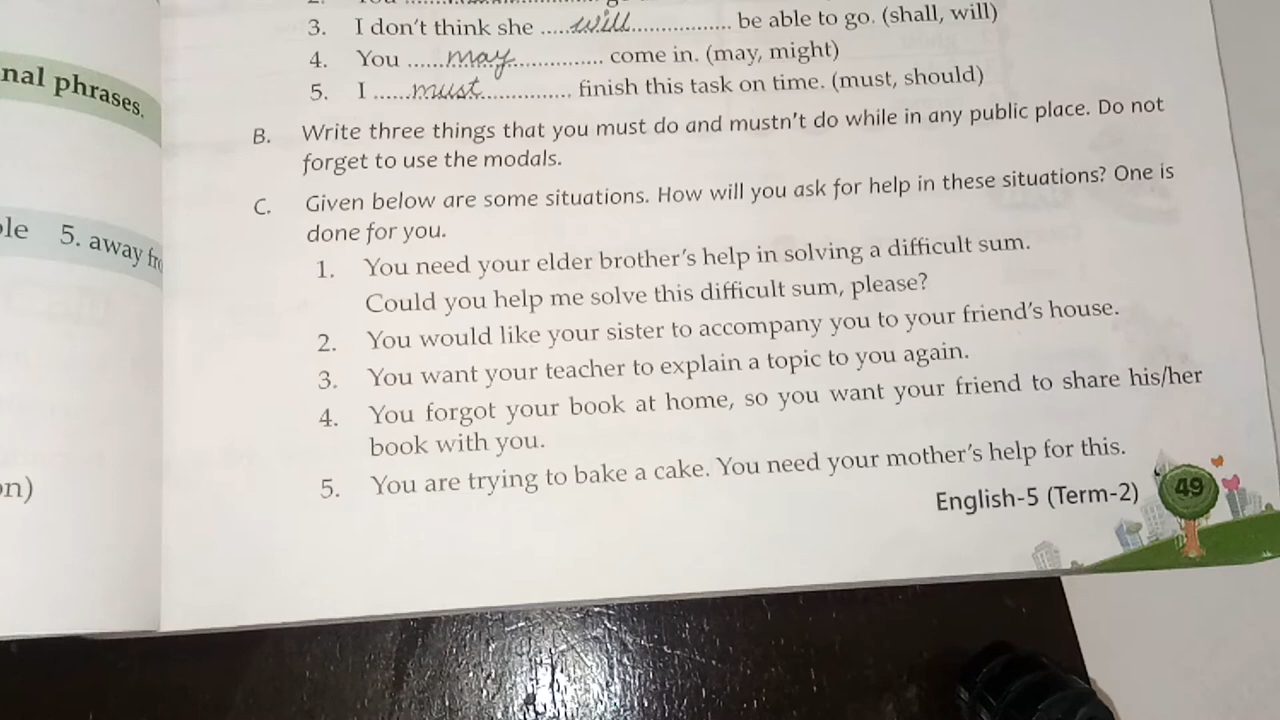 3. I don't think she .....will.................. be able to go. (shall, will)
4. You ......may................ come in. (may, might)
5. I ......must............... finish this task on time. (must, should)
nal phrases.
B. Write three things that you must do and mustn't do while in any public place. Do not
forget to use the modals.
C. Given below are some situations. How will you ask for help in these situations? One is
done for you.
5. away
1. You need your elder brother's help in solving a difficult sum.
Could you help me solve this difficult sum, please?
2. You would like your sister to accompany you to your friend's house.
3. You want your teacher to explain a topic to you again.
4. You forgot your book at home, so you want your friend to share his/her
book with you.
5. You are trying to bake a cake. You need your mother's help for this.
on)
English-5 (Term-2) 49